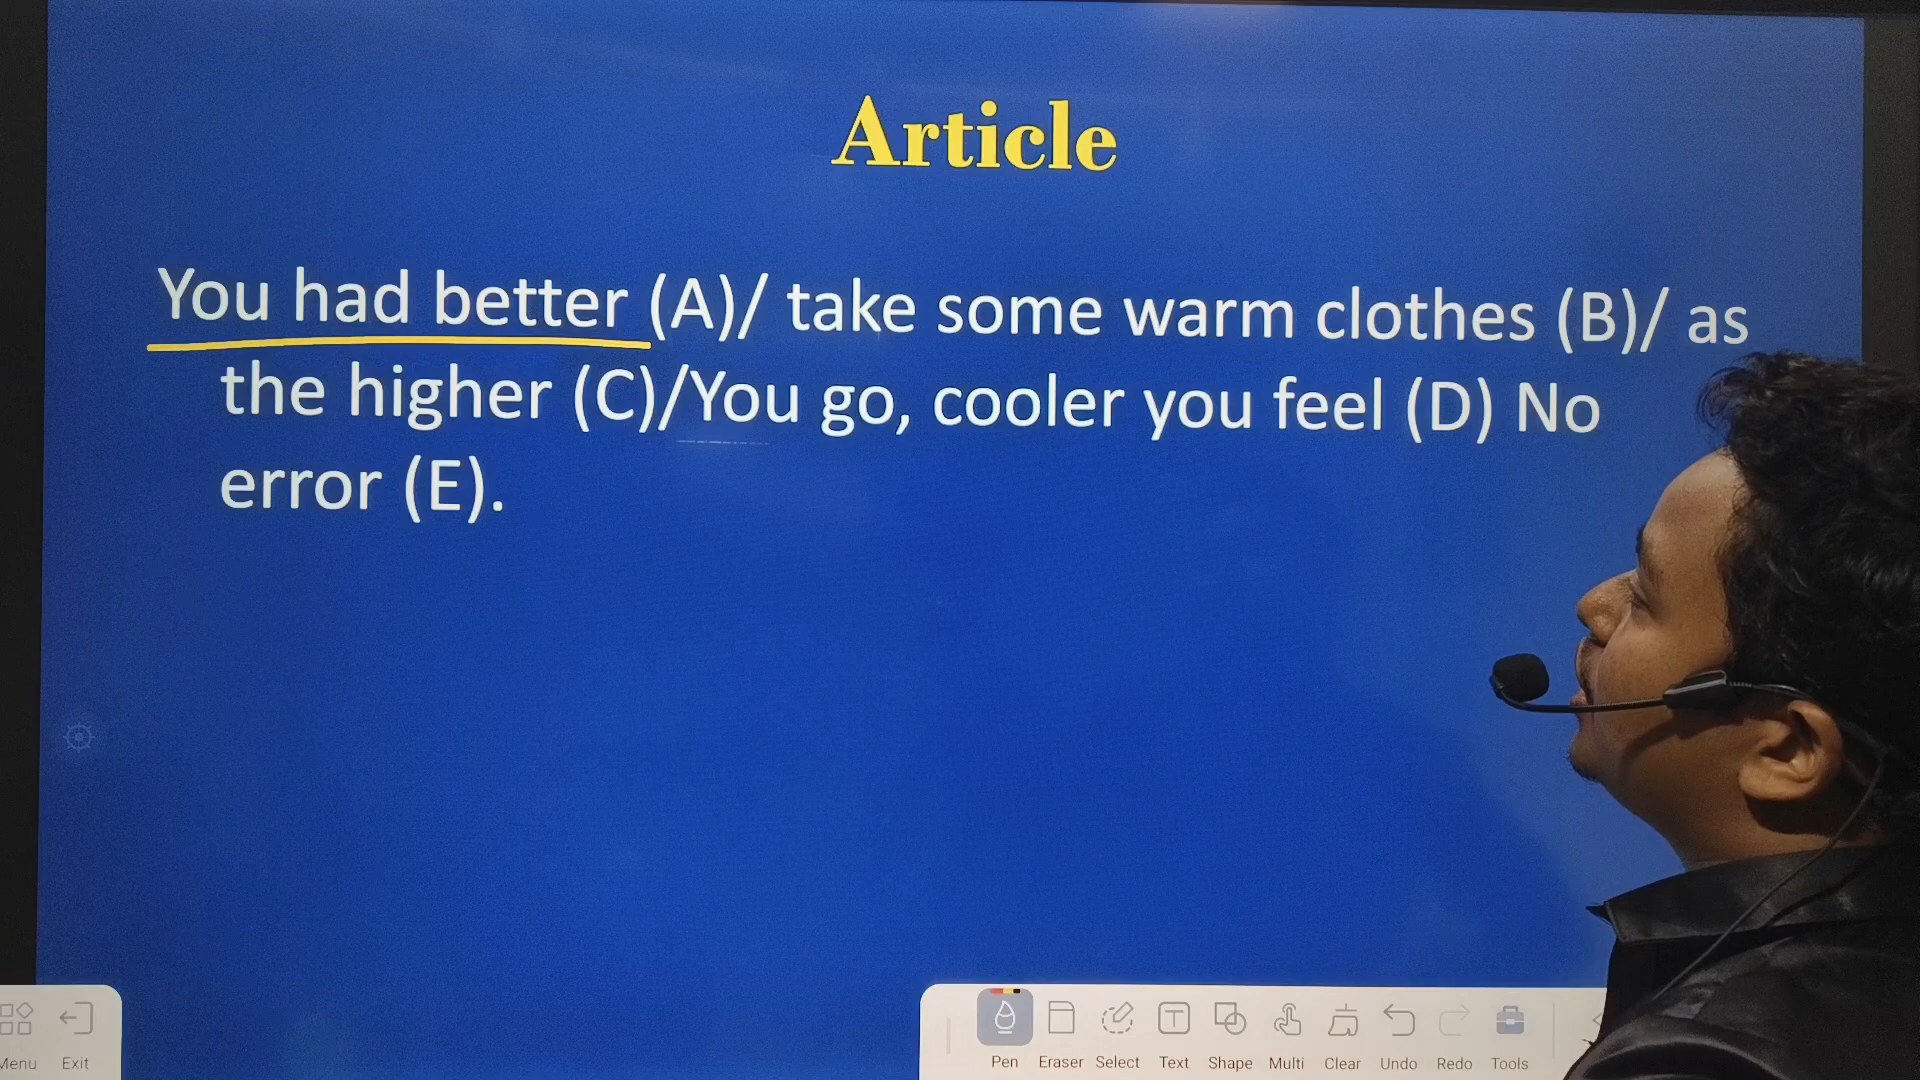 Article
You had better (A)/ take some warm clothes (B)/ as
the higher (C)/You go, cooler you feel (D) No
error (E).
Menu Exit
Pen Eraser Select Text Shape Multi Clear Undo Redo Tools